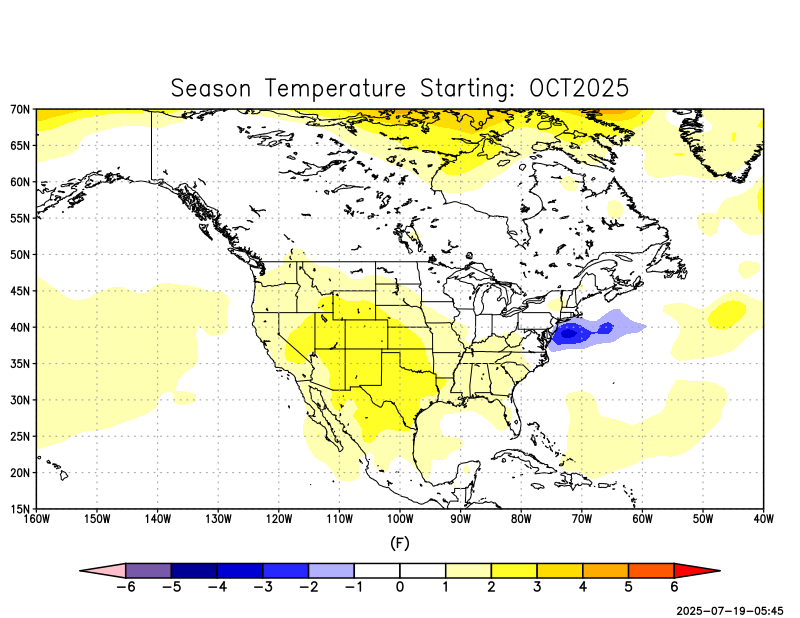 Season Temperature Starting: OCT2025
70N
65N
60N
55N
50N
45N
40N
35N
30N
25N
20N
15N
160W 150W 140W 130W 120W 110W 100W 90W 80W 70W 60W 50W 40W
(F)
−6 −5 −4 −3 −2 −1 0 1 2 3 4 5 6
2025-07-19-05:45